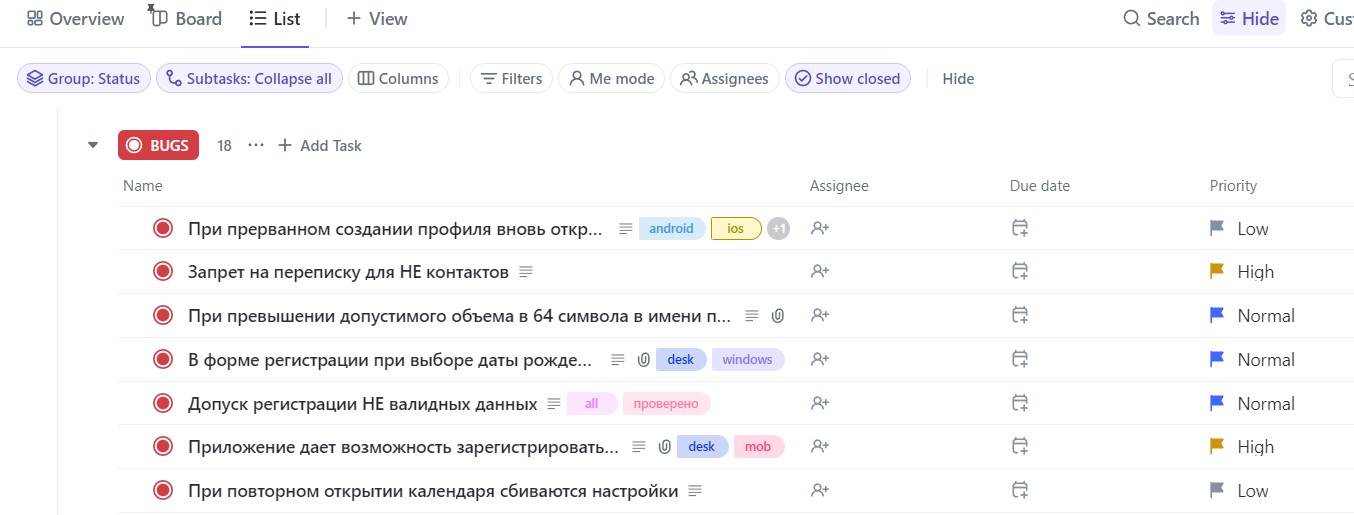 Overview Board List + View Search Hide
Group: Status Subtasks: Collapse all Columns Filters Me mode Assignees Show closed Hide
BUGS 18 ... + Add Task
Name Assignee Due date Priority
При прерванном создании профиля вновь откр... android ios +1 Low
Запрет на переписку для НЕ контактов High
При превышении допустимого объема в 64 символа в имени п... Normal
В форме регистрации при выборе даты рожде... desk windows Normal
Допуск регистрации НЕ валидных данных all проверено Normal
Приложение дает возможность зарегистрировать... desk mob High
При повторном открытии календаря сбиваются настройки Low